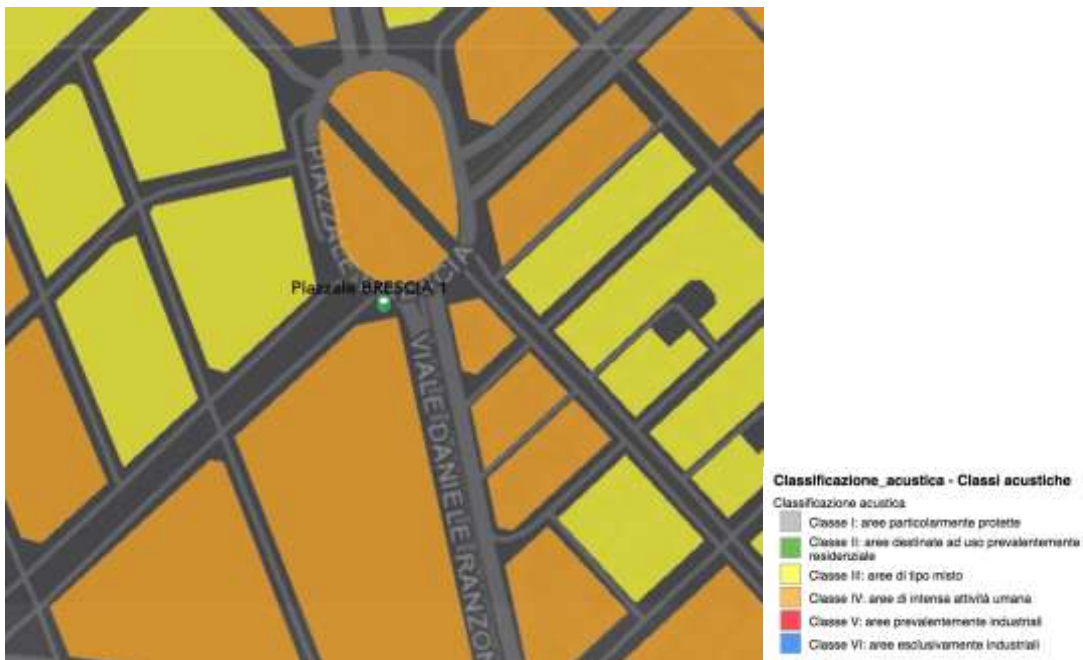 PIAZZALE BRESCIA
Piazzale BRESCIA 1
VIALE DANIELE RANZON
Classificazione_acustica - Classi acustiche
Classificazione acustica
Classe I: aree particolarmente protette
Classe II: aree destinate ad uso prevalentemente
residenziale
Classe III: aree di tipo misto
Classe IV: aree di intensa attività umana
Classe V: aree prevalentemente industriali
Classe VI: aree esclusivamente industriali